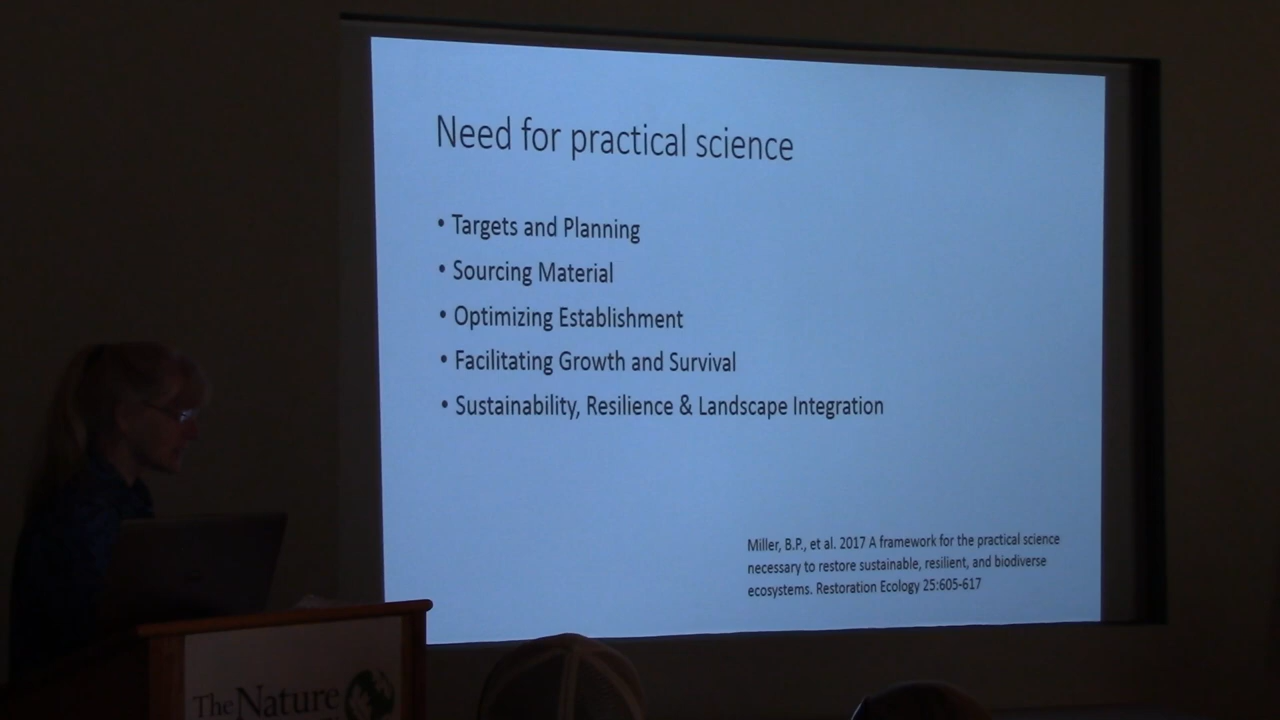 Need for practical science
• Targets and Planning
• Sourcing Material
• Optimizing Establishment
• Facilitating Growth and Survival
• Sustainability, Resilience & Landscape Integration
Miller, B.P., et al. 2017 A framework for the practical science
necessary to restore sustainable, resilient, and biodiverse
ecosystems. Restoration Ecology 25:605-617
The Nature